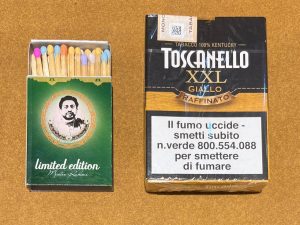 limited edition
TABACCO 100% KENTUCKY
TOSCANELLO
XXL
GIALLO
RAFFINATO
Il fumo uccide -
smetti subito
n.verde 800.554.088
per smettere
di fumare